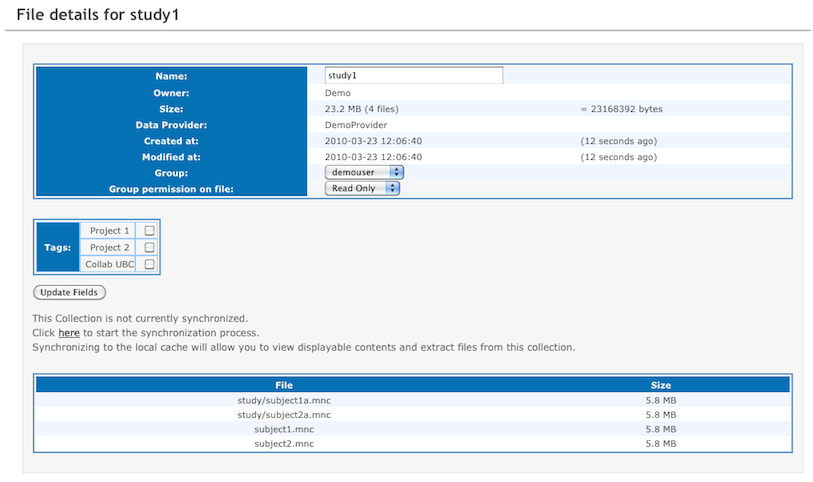 File details for study1
Name: study1
Owner: Demo
Size: 23.2 MB (4 files) = 23168392 bytes
Data Provider: DemoProvider
Created at: 2010-03-23 12:06:40 (12 seconds ago)
Modified at: 2010-03-23 12:06:40 (12 seconds ago)
Group: demouser
Group permission on file: Read Only
Project 1
Tags: Project 2
Collab UBC
Update Fields
This Collection is not currently synchronized.
Click here to start the synchronization process.
Synchronizing to the local cache will allow you to view displayable contents and extract files from this collection.
File Size
study/subject1a.mnc 5.8 MB
study/subject2a.mnc 5.8 MB
subject1.mnc 5.8 MB
subject2.mnc 5.8 MB